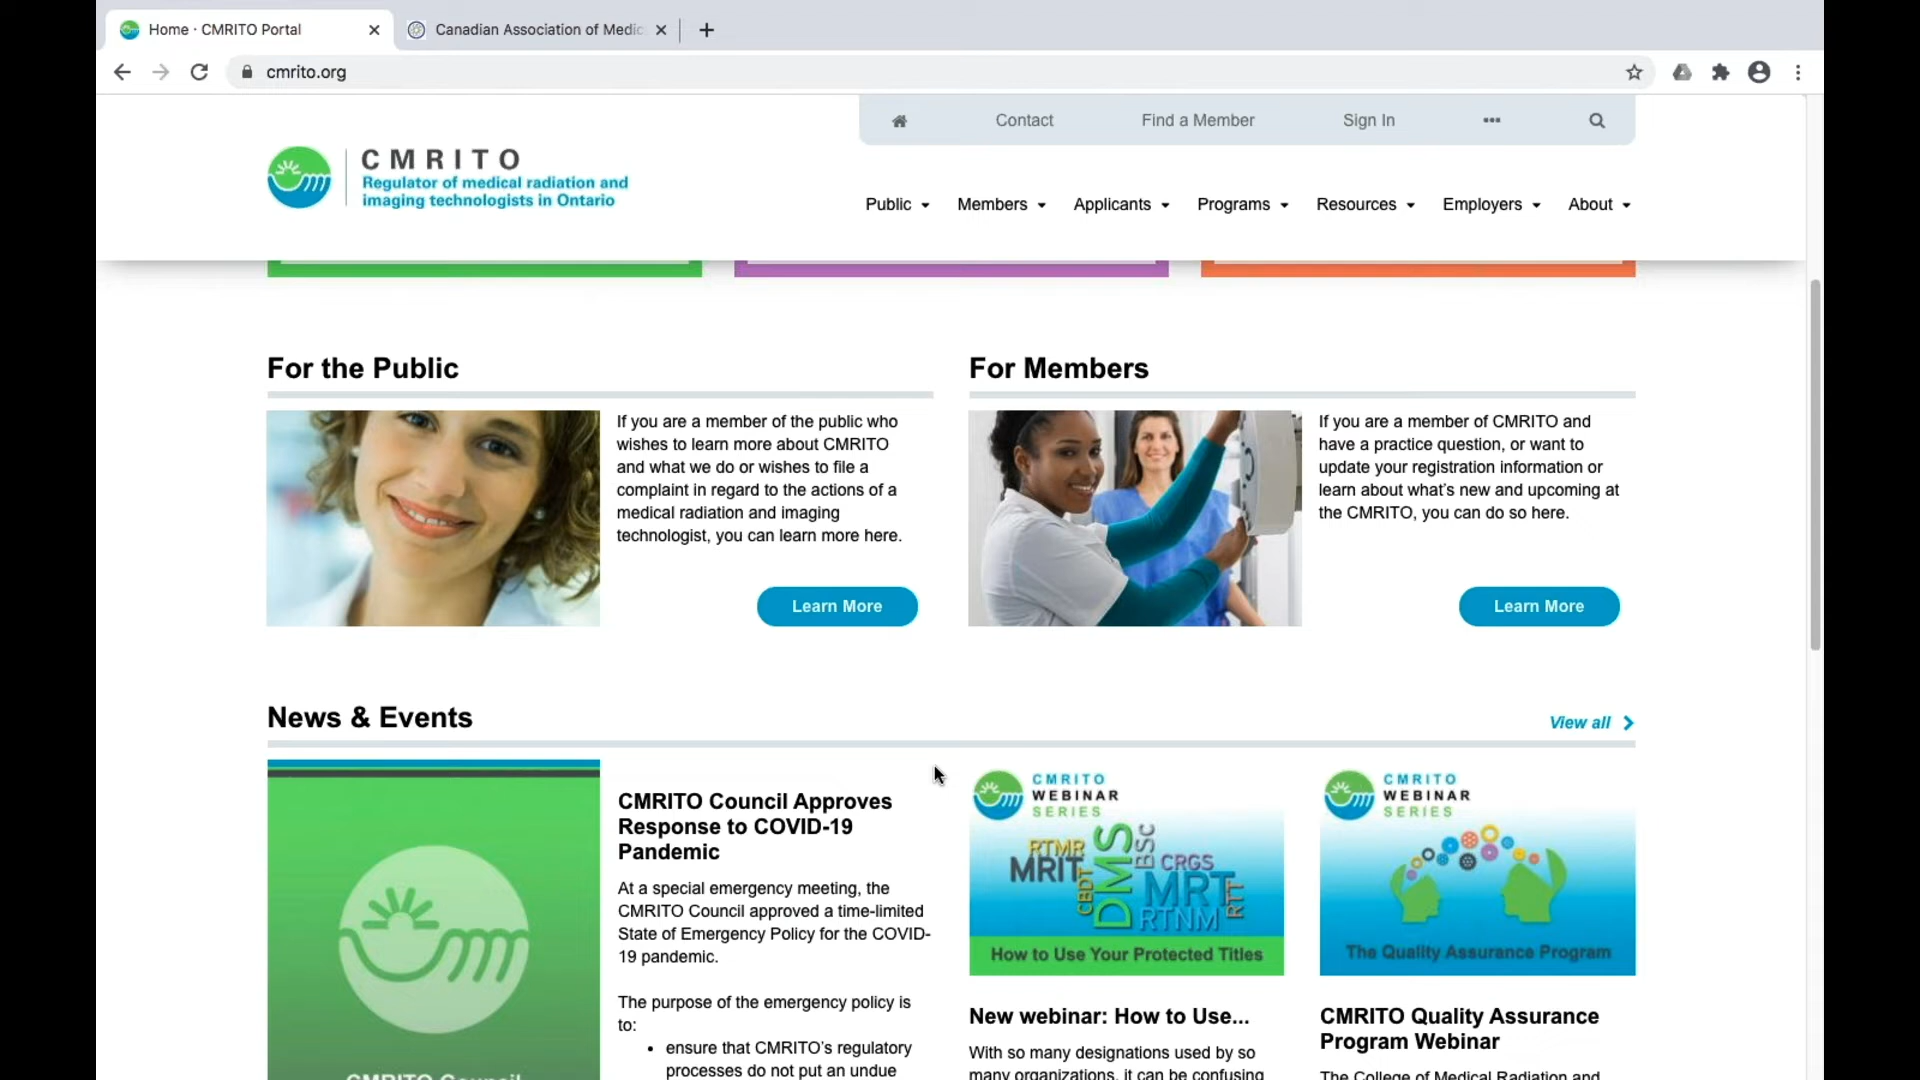 Home · CMRITO Portal
Canadian Association of Medic
cmrito.org
Contact
Find a Member
Sign In
CMRITO
Regulator of medical radiation and
imaging technologists in Ontario
Public
Members
Applicants
Programs
Resources
Employers
About
For the Public
If you are a member of the public who
wishes to learn more about CMRITO
and what we do or wishes to file a
complaint in regard to the actions of a
medical radiation and imaging
technologist, you can learn more here.
Learn More
For Members
If you are a member of CMRITO and
have a practice question, or want to
update your registration information or
learn about what's new and upcoming at
the CMRITO, you can do so here.
Learn More
News & Events
View all
CMRITO Council
CMRITO Council Approves
Response to COVID-19
Pandemic
At a special emergency meeting, the
CMRITO Council approved a time-limited
State of Emergency Policy for the COVID-
19 pandemic.
The purpose of the emergency policy is
to:
• ensure that CMRITO's regulatory
processes do not put an undue
CMRITO
WEBINAR
SERIES
RTMR
MRIT
CBDT
DMS
BSC
CRGS
MRT
RTNM
RTT
How to Use Your Protected Titles
New webinar: How to Use...
With so many designations used by so
many organizations, it can be confusing
CMRITO
WEBINAR
SERIES
The Quality Assurance Program
CMRITO Quality Assurance
Program Webinar
The College of Medical Radiation and